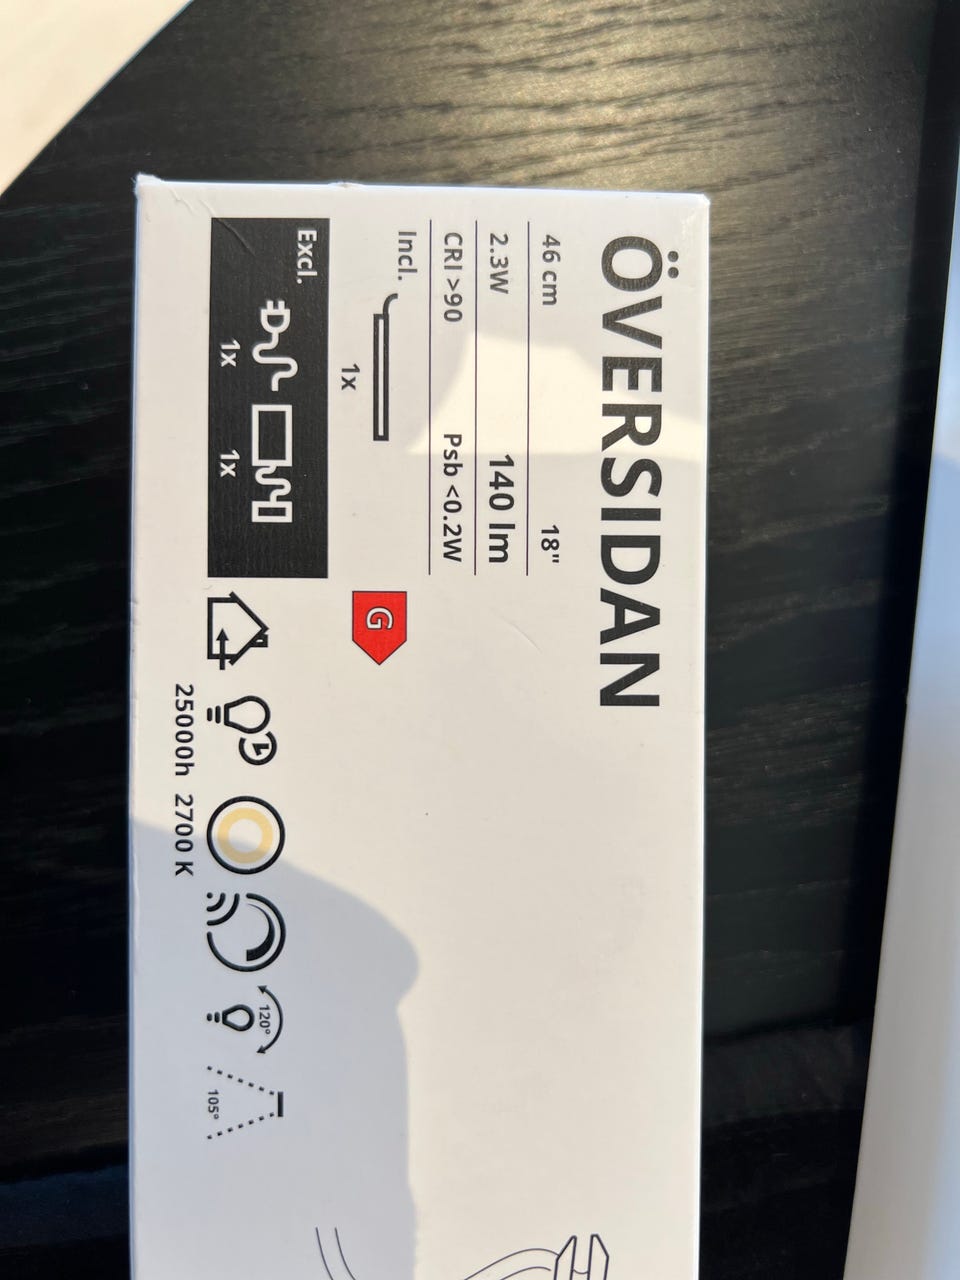 ÖVERSIDAN
46 cm 18"
2.3W 140 lm
CRI >90 Psb <0.2W
Incl.
1x
G
Excl.
1x 1x
25000h 2700 K
120°
105°